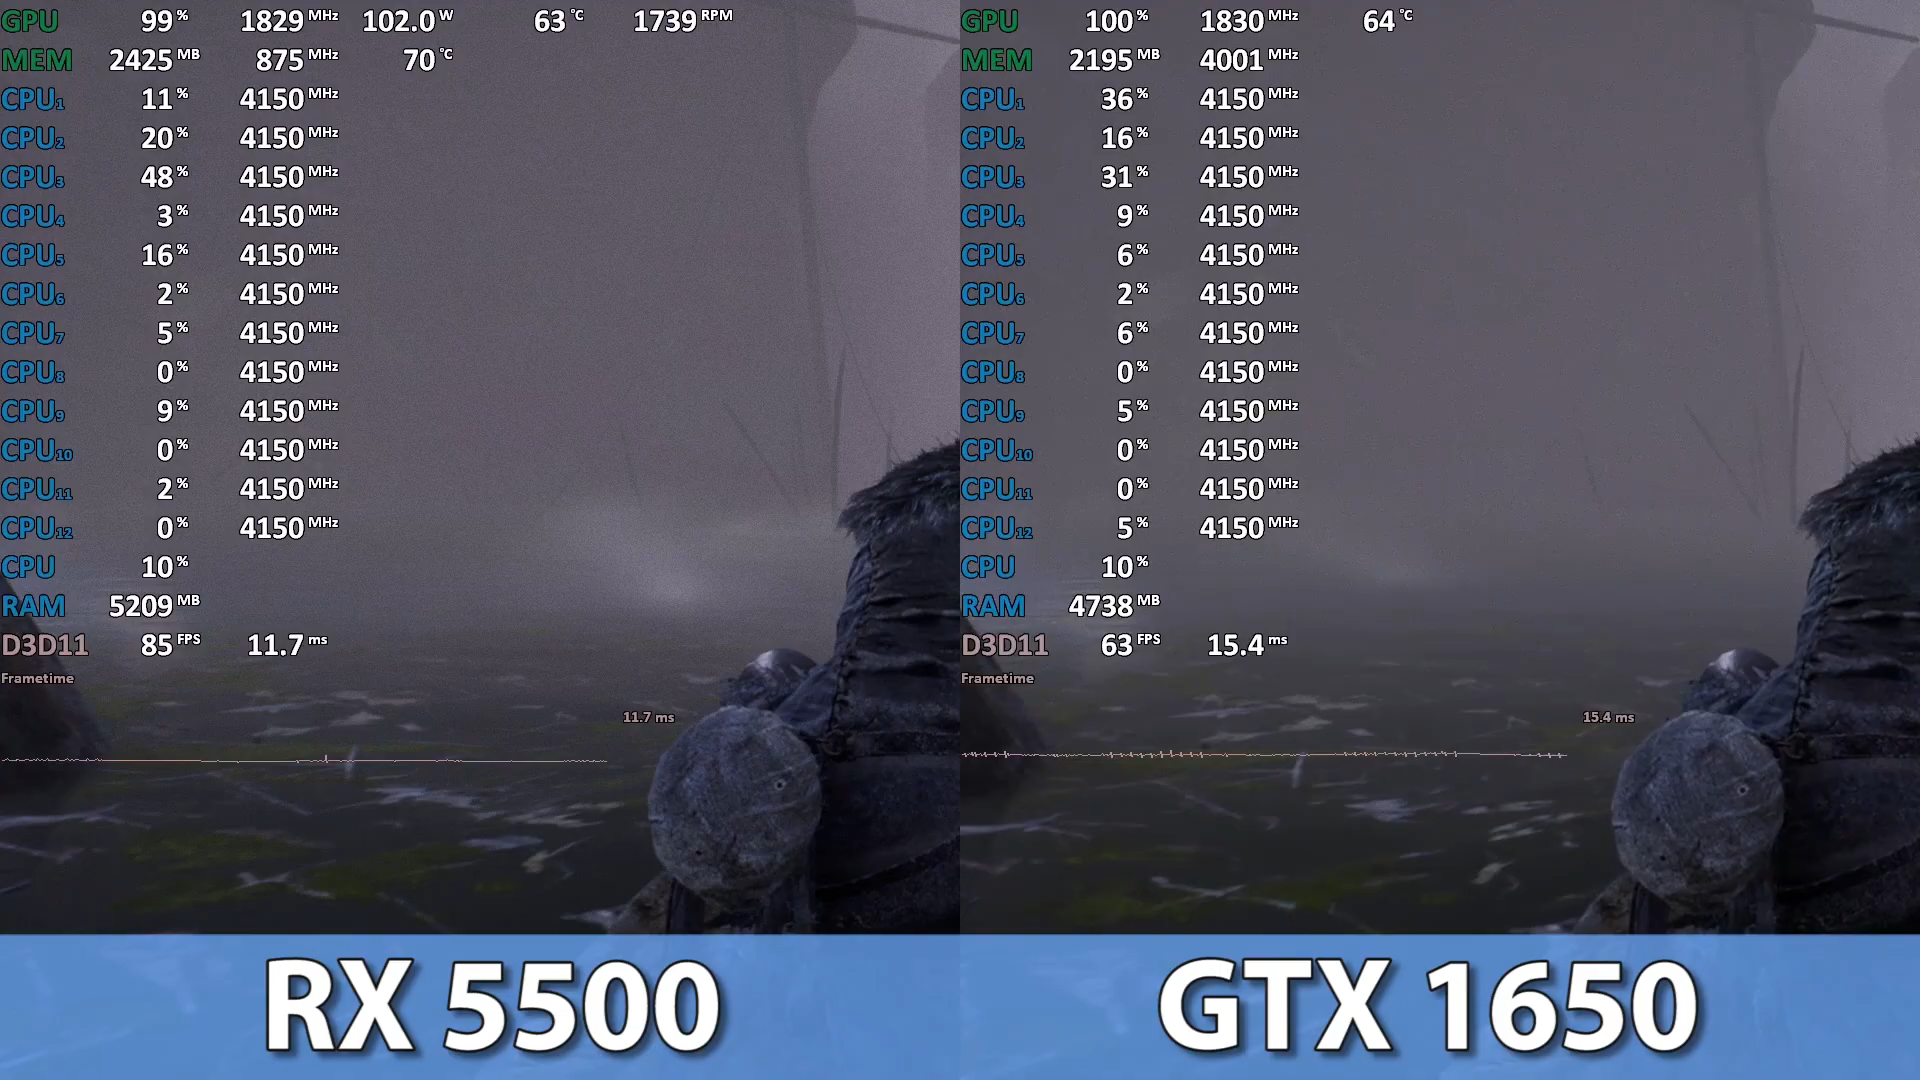 GPU 99 % 1829 MHz 102.0 W 63 °C 1739 RPM
MEM 2425 MB 875 MHz 70 °C
CPU1 11 % 4150 MHz
CPU2 20 % 4150 MHz
CPU3 48 % 4150 MHz
CPU4 3 % 4150 MHz
CPU5 16 % 4150 MHz
CPU6 2 % 4150 MHz
CPU7 5 % 4150 MHz
CPU8 0 % 4150 MHz
CPU9 9 % 4150 MHz
CPU10 0 % 4150 MHz
CPU11 2 % 4150 MHz
CPU12 0 % 4150 MHz
CPU 10 %
RAM 5209 MB
D3D11 85 FPS 11.7 ms
Frametime
11.7 ms
RX 5500
GPU 100 % 1830 MHz 64 °C
MEM 2195 MB 4001 MHz
CPU1 36 % 4150 MHz
CPU2 16 % 4150 MHz
CPU3 31 % 4150 MHz
CPU4 9 % 4150 MHz
CPU5 6 % 4150 MHz
CPU6 2 % 4150 MHz
CPU7 6 % 4150 MHz
CPU8 0 % 4150 MHz
CPU9 5 % 4150 MHz
CPU10 0 % 4150 MHz
CPU11 0 % 4150 MHz
CPU12 5 % 4150 MHz
CPU 10 %
RAM 4738 MB
D3D11 63 FPS 15.4 ms
Frametime
15.4 ms
GTX 1650